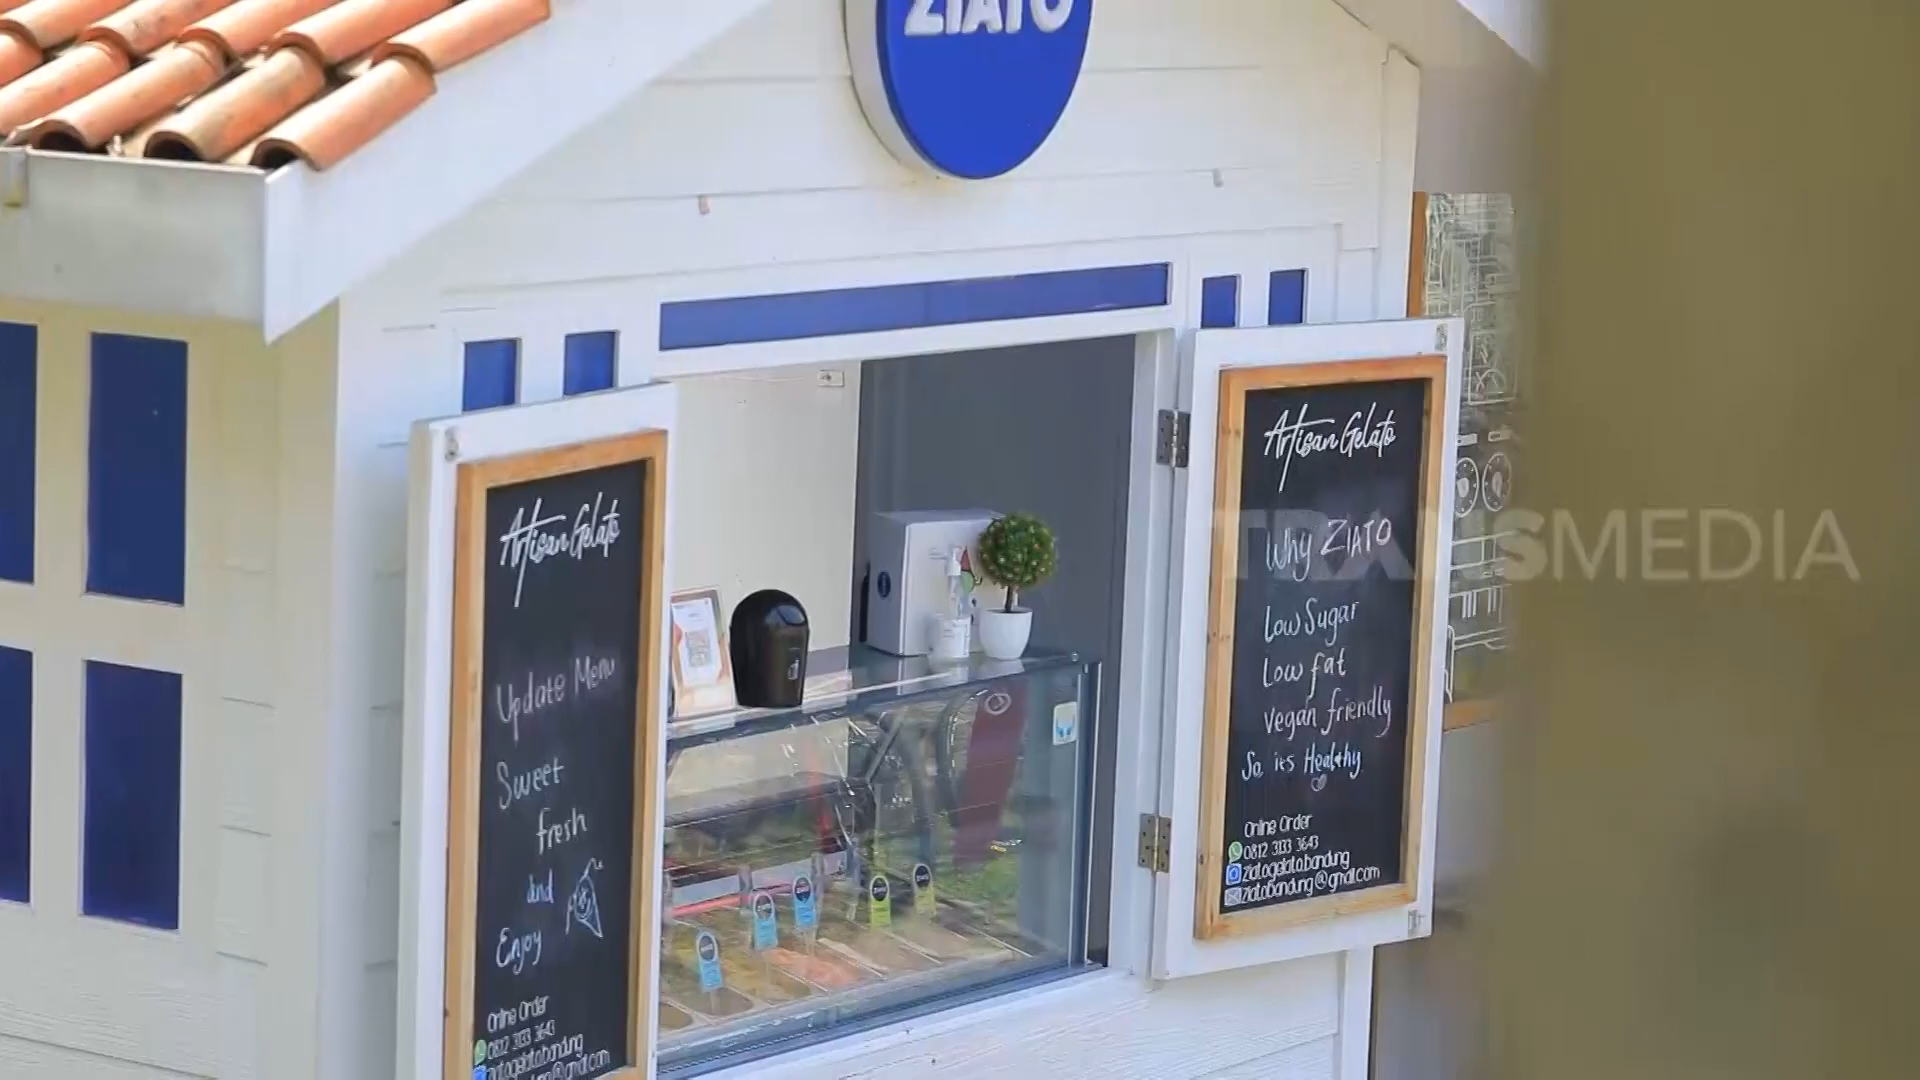 ZIATO
Artisan Gelato
Update Menu
Sweet
fresh
and
Enjoy
Online Order
0812 3133 3643
ziatogelatobandung
Artisan Gelato
Why ZIATO
Low Sugar
Low fat
Vegan friendly
So, its Healthy
Online Order
0812 3133 3643
ziatogelatobandung
ziatobandung@gmail.com
TRANSMEDIA